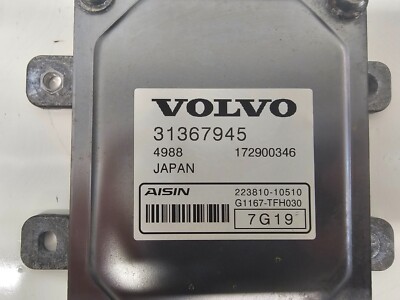 VOLVO
31367945
4988 172900346
JAPAN
AISIN 223810-10510
G1167-TFH030
7G19